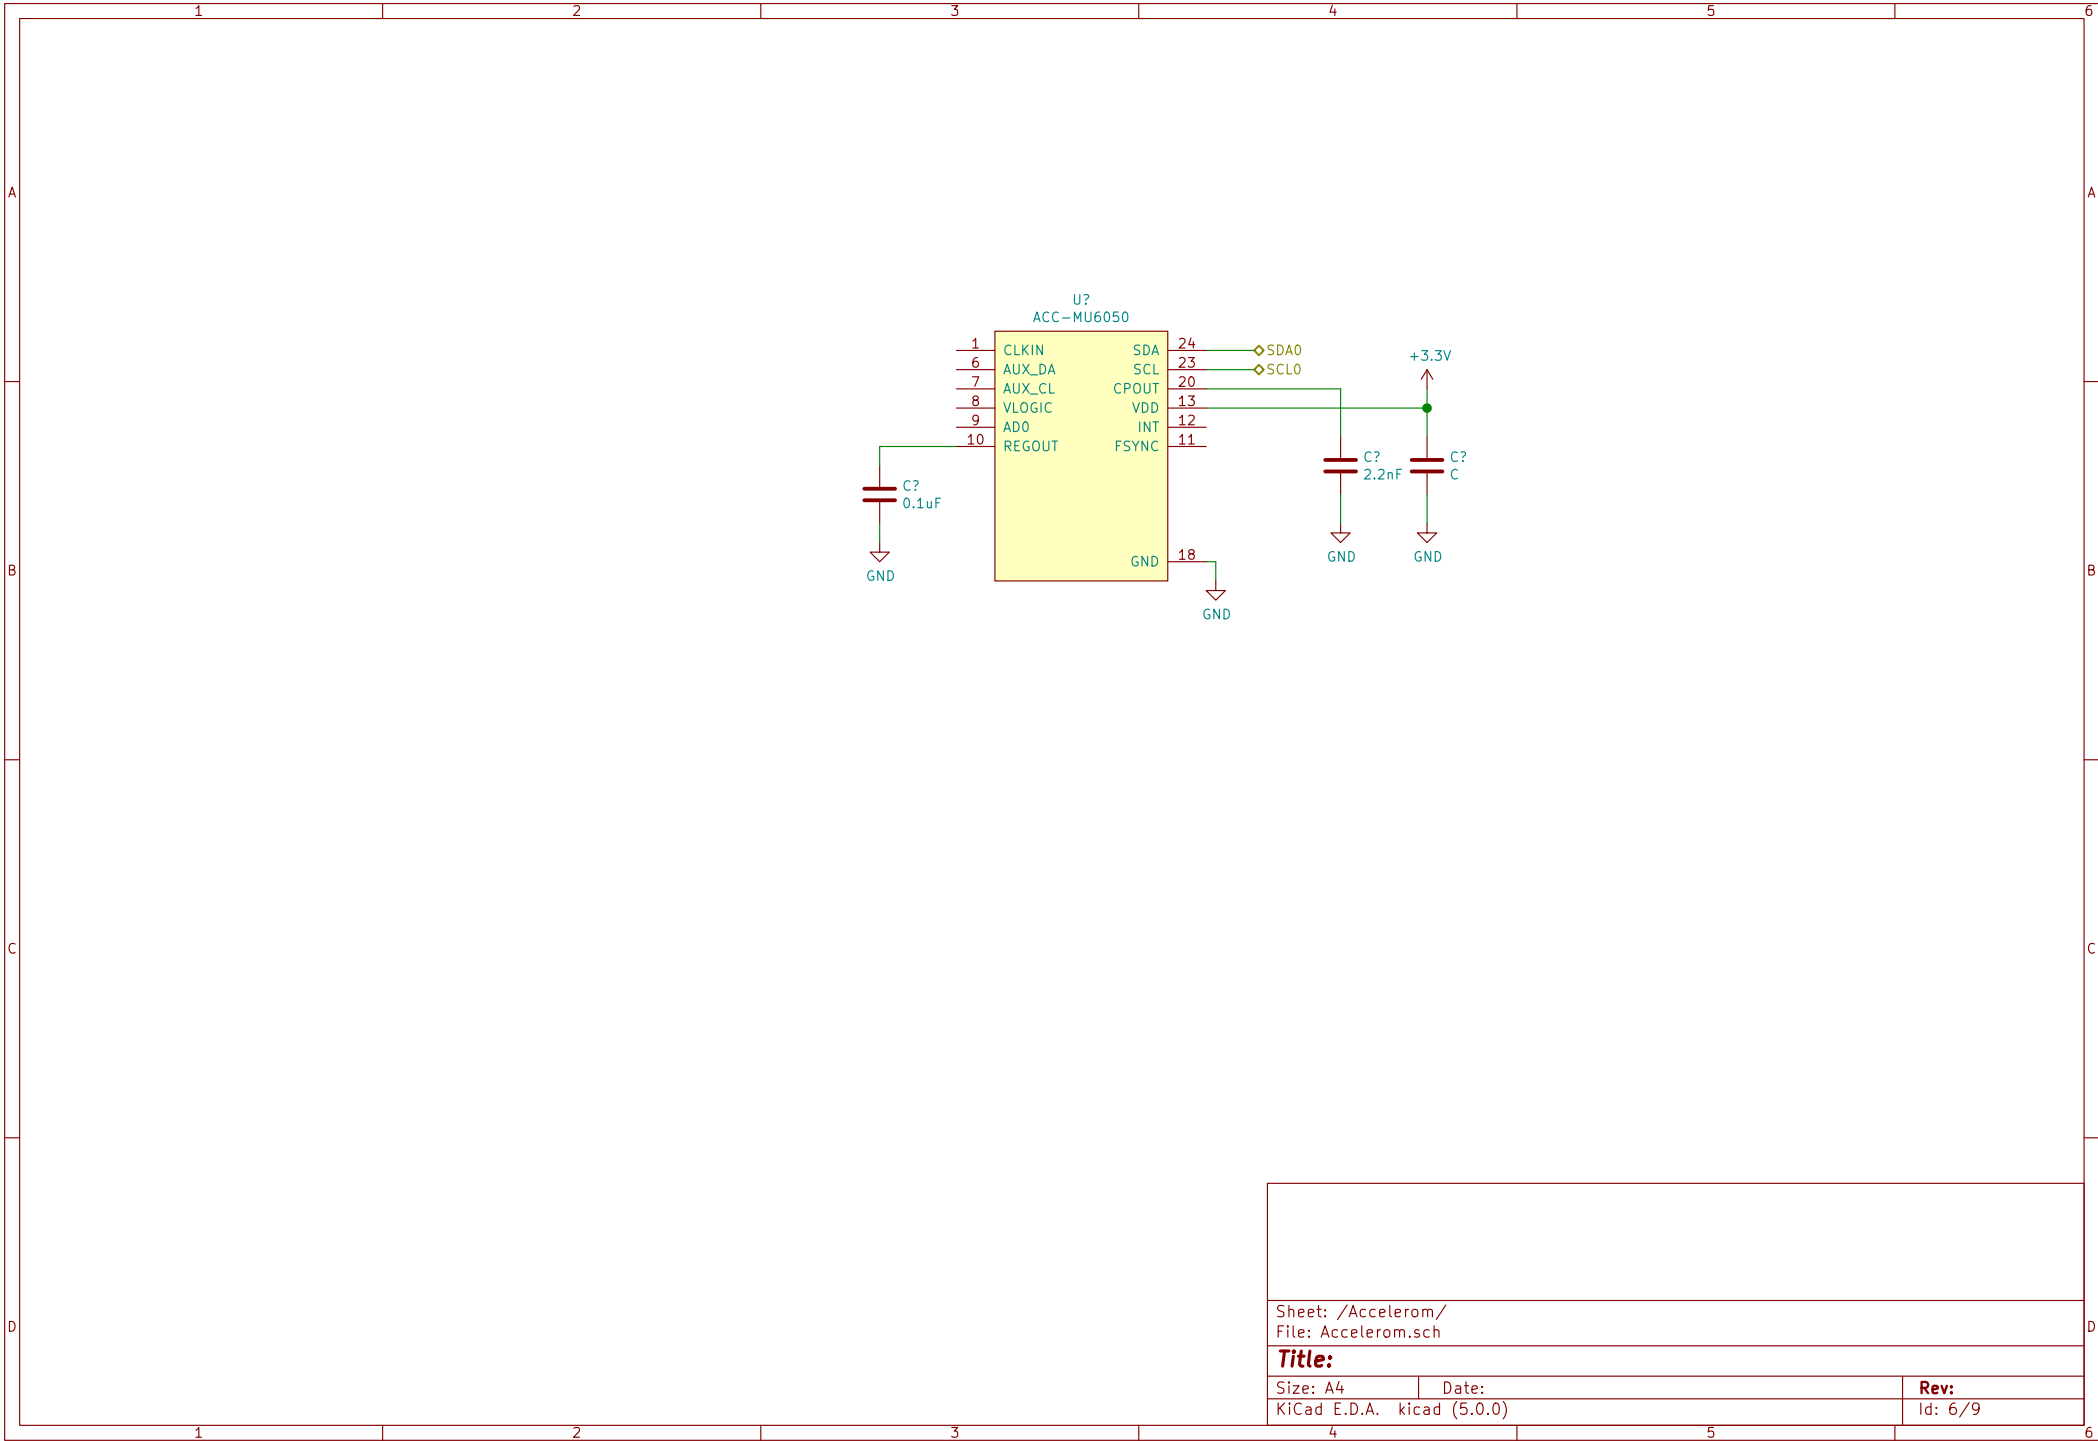 1 2 3 4 5 6
A A
U?
ACC-MU6050
1 CLKIN SDA 24 SDA0
6 AUX_DA SCL 23 SCL0
7 AUX_CL CPOUT 20
8 VLOGIC VDD 13
9 AD0 INT 12
10 REGOUT FSYNC 11
GND 18
GND
C?
0.1uF
GND
C?
2.2nF
GND
+3.3V
C?
C
GND
B B
C C
D D
Sheet: /Accelerom/
File: Accelerom.sch
Title:
Size: A4 Date: Rev:
KiCad E.D.A. kicad (5.0.0) Id: 6/9
1 2 3 4 5 6